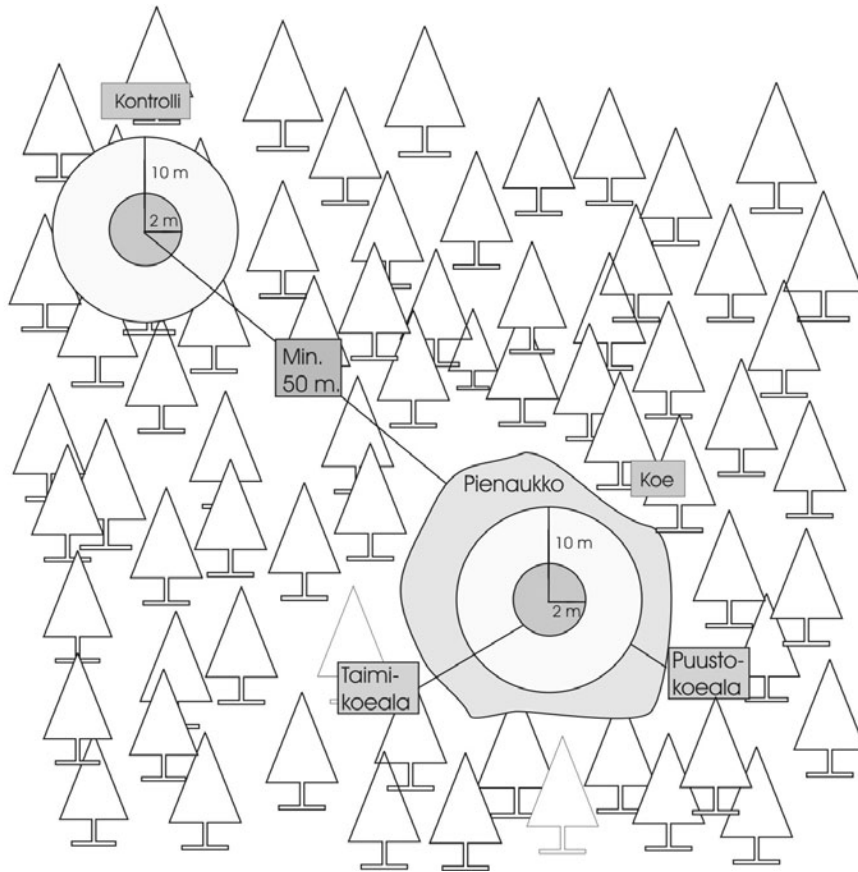 Kontrolli
10 m
2 m
Min.
50 m.
Pienaukko
Koe
10 m
2 m
Taimi-
koeala
Puusto-
koeala